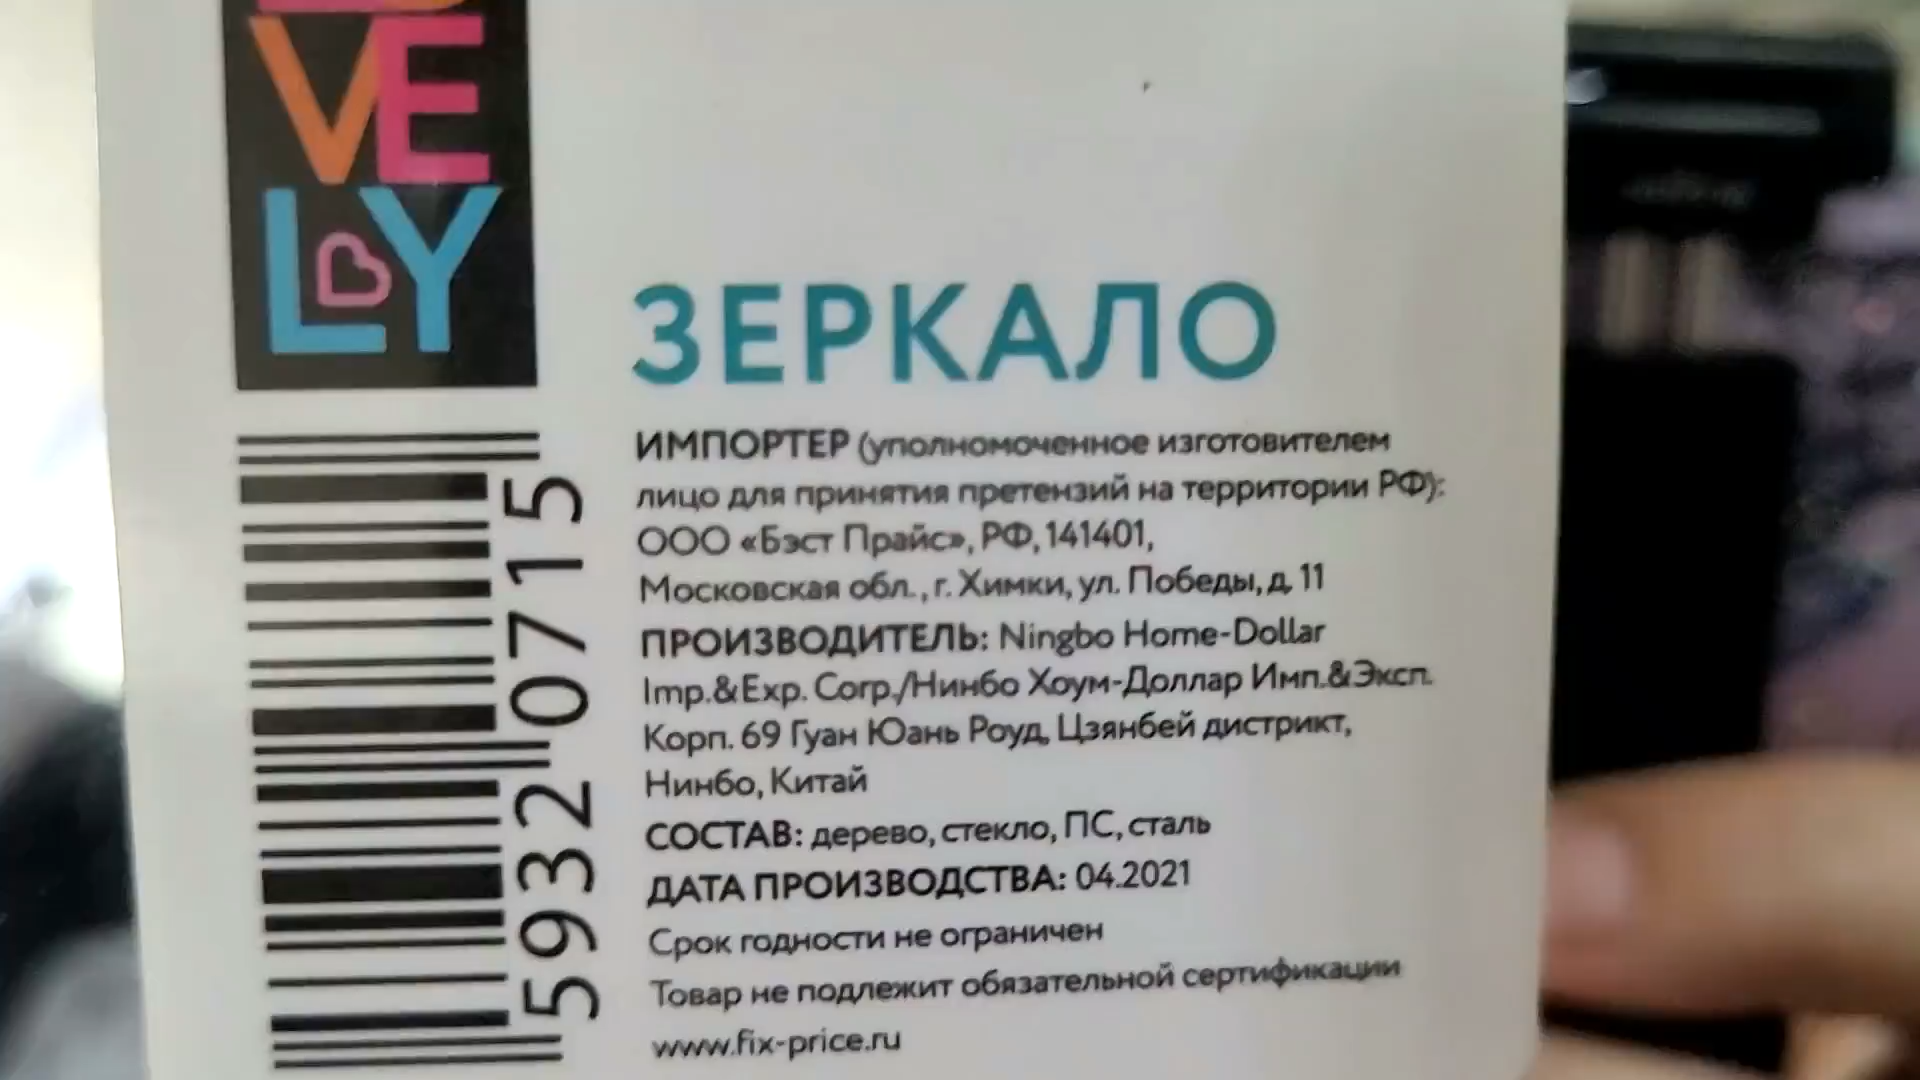 VE
LY
ЗЕРКАЛО
ИМПОРТЕР (уполномоченное изготовителем
лицо для принятия претензий на территории РФ):
ООО «Бэст Прайс», РФ, 141401,
Московская обл., г. Химки, ул. Победы, д. 11
ПРОИЗВОДИТЕЛЬ: Ningbo Home-Dollar
Imp.&Exp. Corp./Нинбо Хоум-Доллар Имп.&Эксп.
Корп. 69 Гуан Юань Роуд, Цзянбей дистрикт,
Нинбо, Китай
СОСТАВ: дерево, стекло, ПС, сталь
ДАТА ПРОИЗВОДСТВА: 04.2021
Срок годности не ограничен
Товар не подлежит обязательной сертификации
www.fix-price.ru
5932 0715